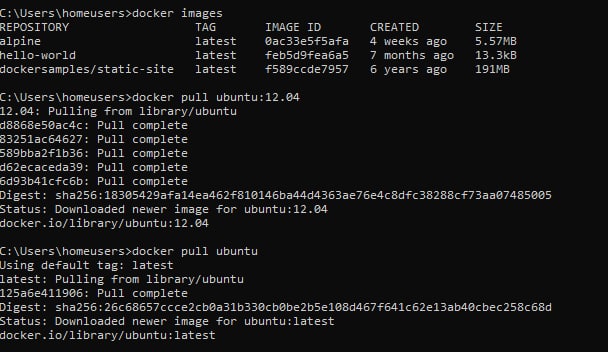 C:\Users\homeusers>docker images
REPOSITORY TAG IMAGE ID CREATED SIZE
alpine latest 0ac33e5f5afa 4 weeks ago 5.57MB
hello-world latest feb5d9fea6a5 7 months ago 13.3kB
dockersamples/static-site latest f589ccde7957 6 years ago 191MB
C:\Users\homeusers>docker pull ubuntu:12.04
12.04: Pulling from library/ubuntu
d8868e50ac4c: Pull complete
83251ac64627: Pull complete
589bba2f1b36: Pull complete
d62ecaceda39: Pull complete
6d93b41cfc6b: Pull complete
Digest: sha256:18305429afa14ea462f810146ba44d4363ae76e4c8dfc38288cf73aa07485005
Status: Downloaded newer image for ubuntu:12.04
docker.io/library/ubuntu:12.04
C:\Users\homeusers>docker pull ubuntu
Using default tag: latest
latest: Pulling from library/ubuntu
125a6e411906: Pull complete
Digest: sha256:26c68657ccce2cb0a31b330cb0be2b5e108d467f641c62e13ab40cbec258c68d
Status: Downloaded newer image for ubuntu:latest
docker.io/library/ubuntu:latest